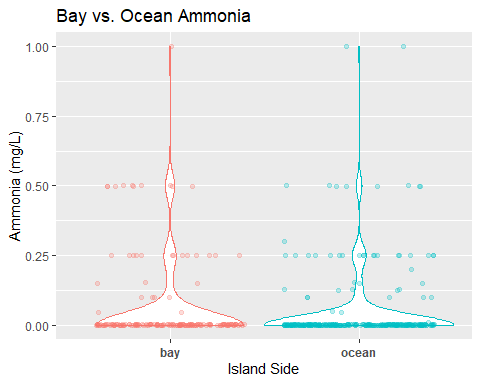 Bay vs. Ocean Ammonia
1.00
0.75
0.50
0.25
0.00
Ammonia (mg/L)
bay
ocean
Island Side